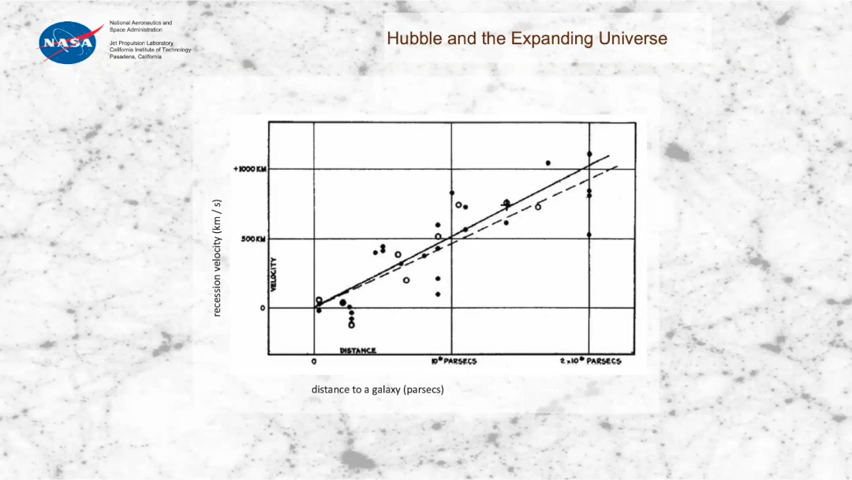 National Aeronautics and
Space Administration
Jet Propulsion Laboratory
California Institute of Technology
Pasadena, California
NASA
Hubble and the Expanding Universe
+1000 KM
500 KM
0
VELOCITY
recession velocity (km / s)
DISTANCE
0
10⁶ PARSECS
2 x 10⁶ PARSECS
distance to a galaxy (parsecs)